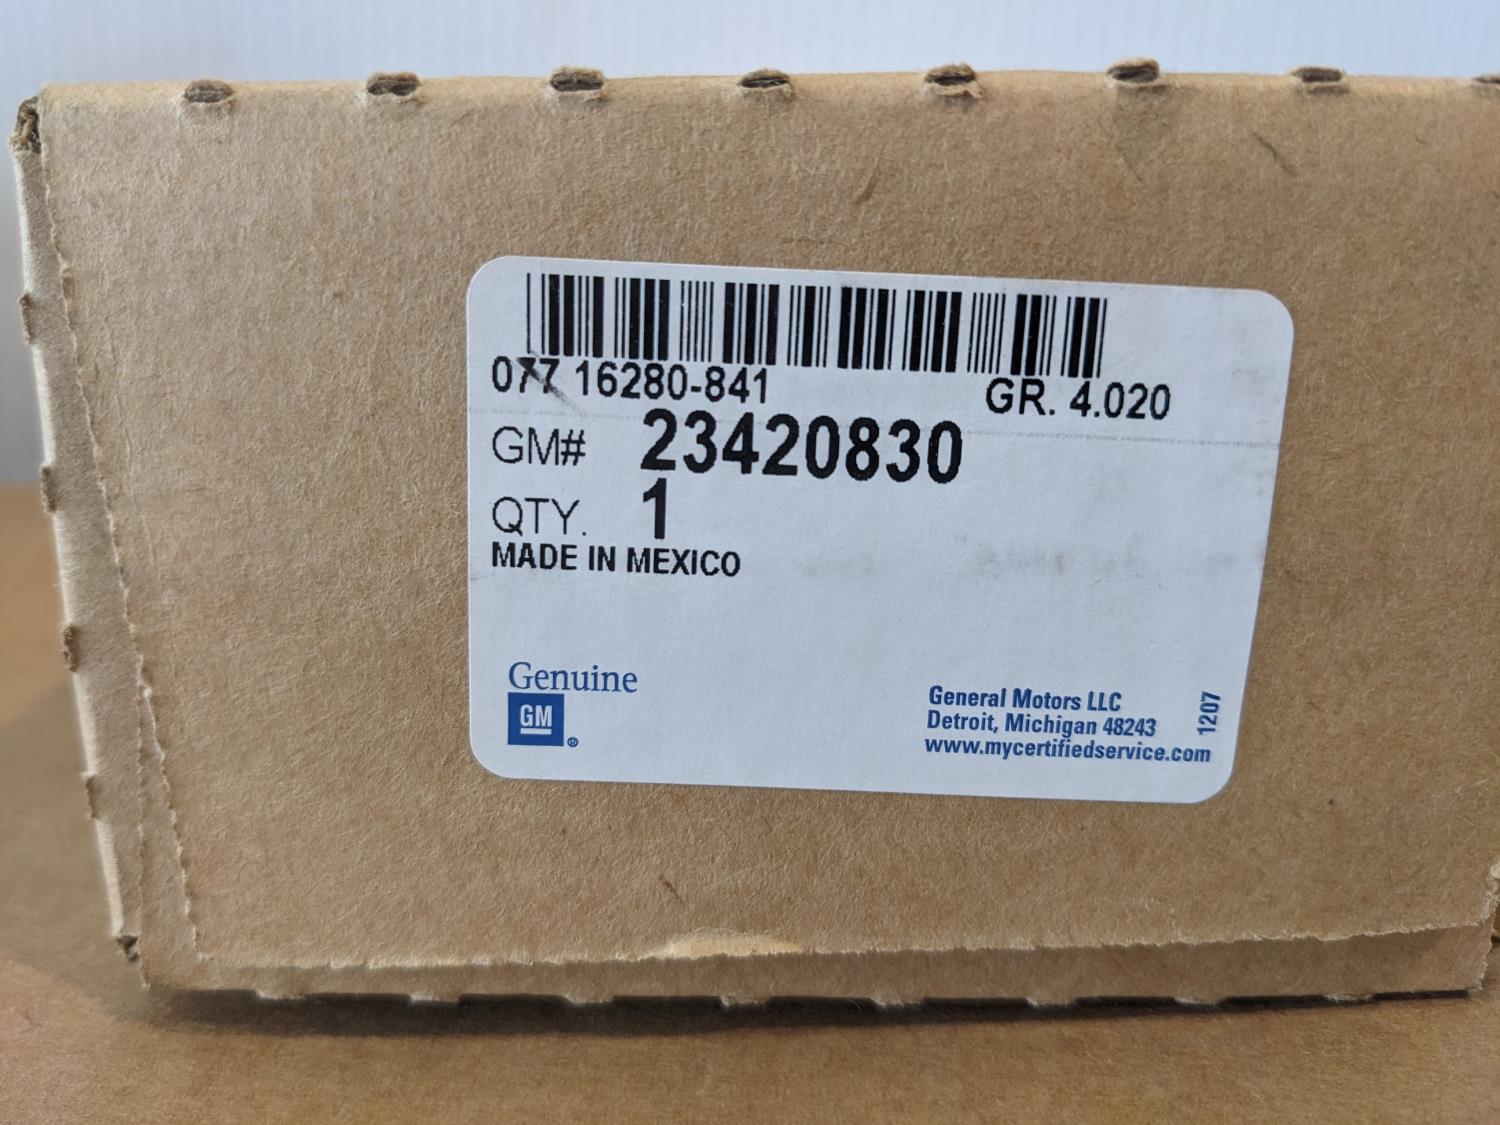 077 16280-841 GR. 4.020
GM# 23420830
QTY. 1
MADE IN MEXICO
Genuine
GM®
General Motors LLC
Detroit, Michigan 48243
www.mycertifiedservice.com
1207